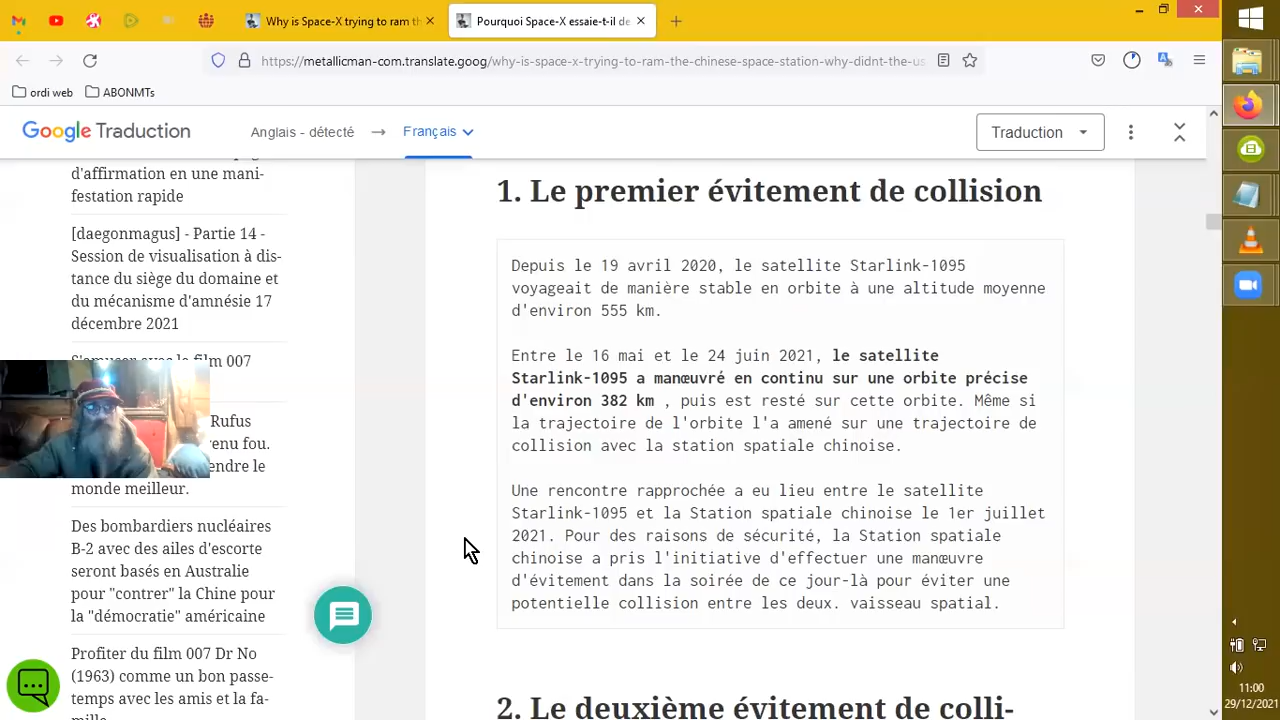 Why is Space-X trying to ram th
Pourquoi Space-X essaie-t-il de
https://metallicman-com.translate.goog/why-is-space-x-trying-to-ram-the-chinese-space-station-why-didnt-the-us
ordi web
ABONMTs
Google Traduction
Anglais - détecté
Français
Traduction
d'affirmation en une mani-
festation rapide
[daegonmagus] - Partie 14 -
Session de visualisation à dis-
tance du siège du domaine et
du mécanisme d'amnésie 17
décembre 2021
S'amuser avec le film 007
Rufus
enu fou.
endre le
monde meilleur.
Des bombardiers nucléaires
B-2 avec des ailes d'escorte
seront basés en Australie
pour "contrer" la Chine pour
la "démocratie" américaine
Profiter du film 007 Dr No
(1963) comme un bon passe-
temps avec les amis et la fa-
mille
1. Le premier évitement de collision
Depuis le 19 avril 2020, le satellite Starlink-1095
voyageait de manière stable en orbite à une altitude moyenne
d'environ 555 km.
Entre le 16 mai et le 24 juin 2021, le satellite
Starlink-1095 a manœuvré en continu sur une orbite précise
d'environ 382 km , puis est resté sur cette orbite. Même si
la trajectoire de l'orbite l'a amené sur une trajectoire de
collision avec la station spatiale chinoise.
Une rencontre rapprochée a eu lieu entre le satellite
Starlink-1095 et la Station spatiale chinoise le 1er juillet
2021. Pour des raisons de sécurité, la Station spatiale
chinoise a pris l'initiative d'effectuer une manœuvre
d'évitement dans la soirée de ce jour-là pour éviter une
potentielle collision entre les deux. vaisseau spatial.
2. Le deuxième évitement de colli-
11:00
29/12/2021